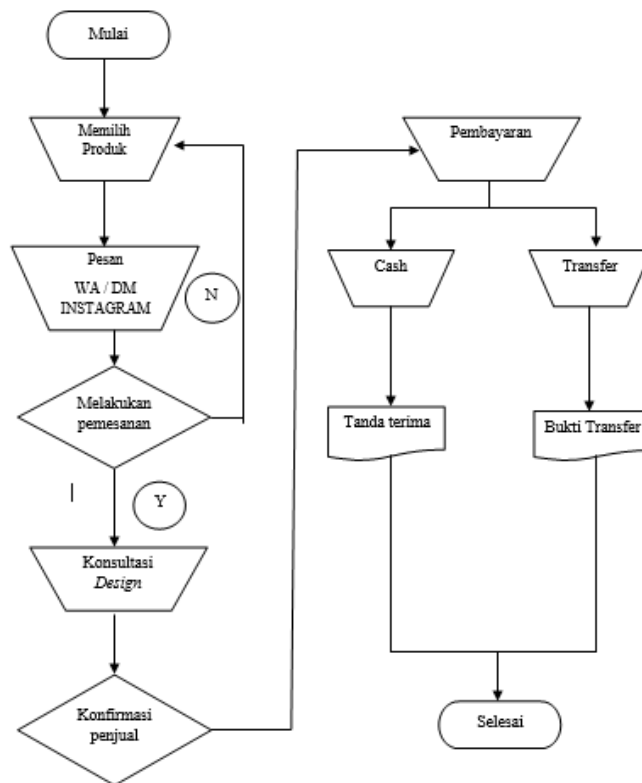 Mulai
Memilih
Produk
Pesan
WA / DM
INSTAGRAM
N
Melakukan
pemesanan
Y
Konsultasi
Design
Konfirmasi
penjual
Pembayaran
Cash
Transfer
Tanda terima
Bukti Transfer
Selesai